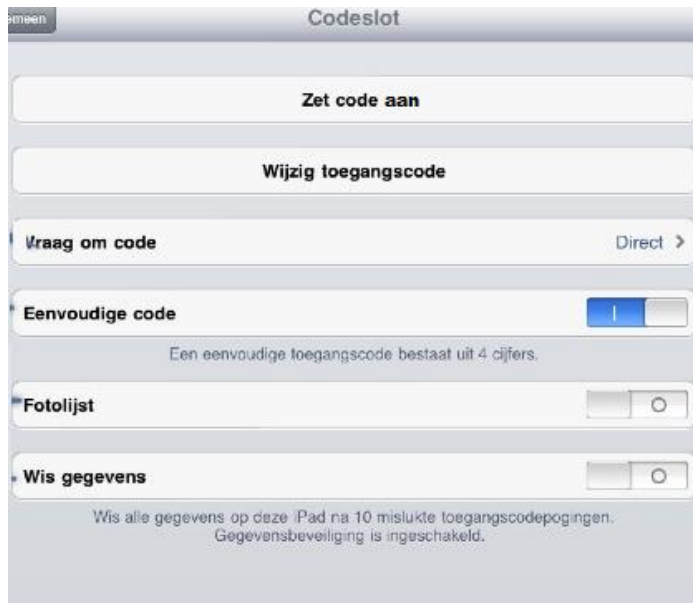 emeen
Codeslot
Zet code aan
Wijzig toegangscode
Vraag om code Direct
Eenvoudige code
Een eenvoudige toegangscode bestaat uit 4 cijfers.
Fotolijst
Wis gegevens
Wis alle gegevens op deze iPad na 10 mislukte toegangscodepogingen.
Gegevensbeveiliging is ingeschakeld.